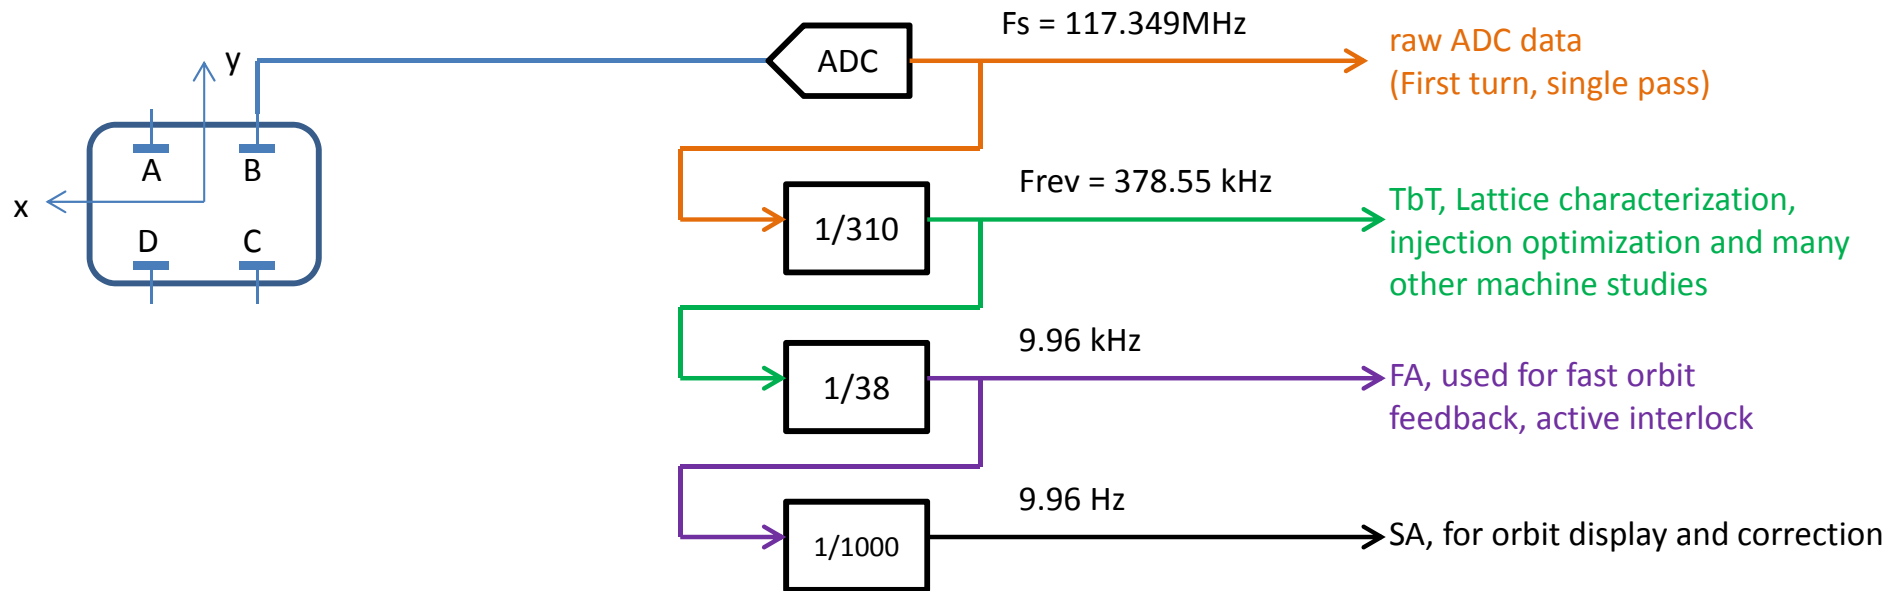 Fs = 117.349MHz
ADC
raw ADC data
(First turn, single pass)
y
A
B
x
D
C
Frev = 378.55 kHz
1/310
TbT, Lattice characterization,
injection optimization and many
other machine studies
9.96 kHz
1/38
FA, used for fast orbit
feedback, active interlock
9.96 Hz
1/1000
SA, for orbit display and correction